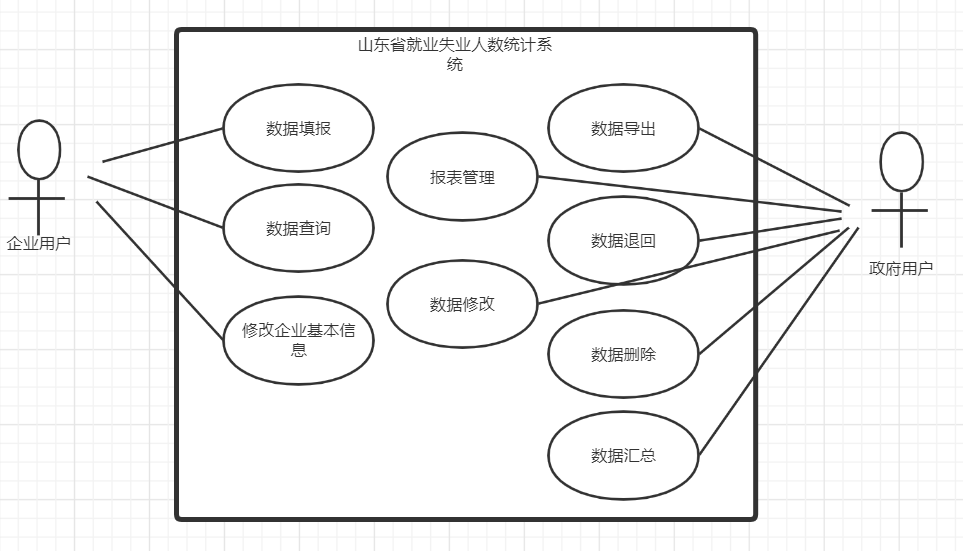 山东省就业失业人数统计系
统
数据填报
数据导出
报表管理
数据查询
数据退回
企业用户
政府用户
数据修改
修改企业基本信
息
数据删除
数据汇总